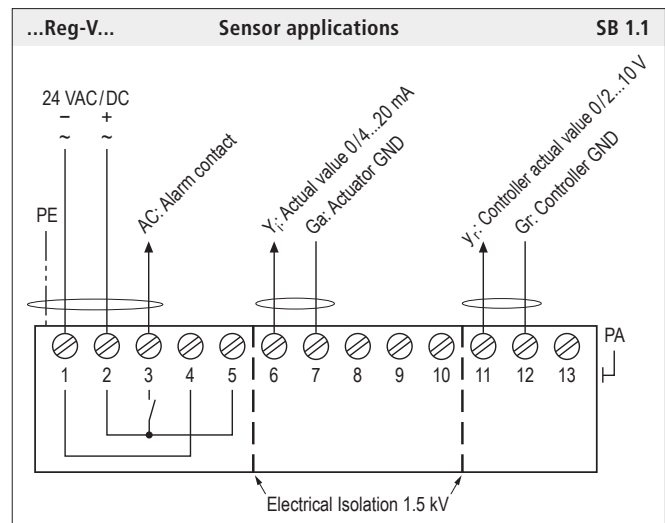 ...Reg-V... Sensor applications SB 1.1
24 VAC/DC
– +
~ ~
PE
AC: Alarm contact
Yi: Actual value 0/4...20 mA
Ga: Actuator GND
yr: Controller actual value 0/2...10 V
Gr: Controller GND
PA
1 2 3 4 5 6 7 8 9 10 11 12 13
Electrical Isolation 1.5 kV